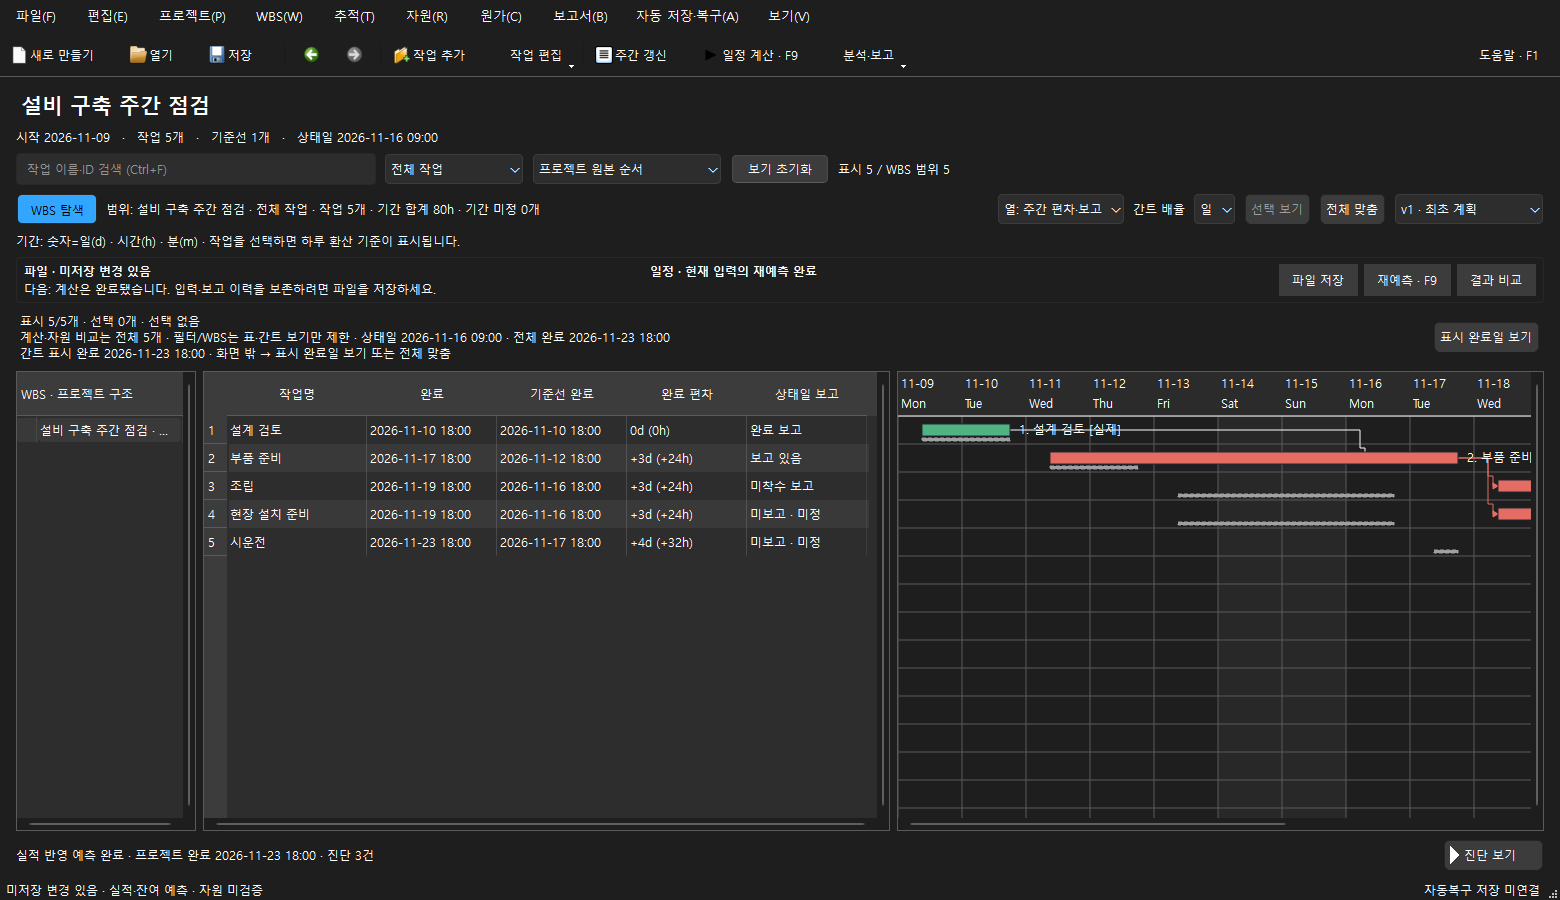 파일(F) 편집(E) 프로젝트(P) WBS(W) 추적(T) 자원(R) 원가(C) 보고서(B) 자동 저장·복구(A) 보기(V)
새로 만들기 열기 저장 작업 추가 작업 편집 주간 갱신 일정 계산 · F9 분석·보고 도움말 · F1
설비 구축 주간 점검
시작 2026-11-09 · 작업 5개 · 기준선 1개 · 상태일 2026-11-16 09:00
작업 이름·ID 검색 (Ctrl+F) 전체 작업 프로젝트 원본 순서 보기 초기화 표시 5 / WBS 범위 5
WBS 탐색 범위: 설비 구축 주간 점검 · 전체 작업 · 작업 5개 · 기간 합계 80h · 기간 미정 0개 열: 주간 편차·보고 간트 배율 일 선택 보기 전체 맞춤 v1 · 최초 계획
기간: 숫자=일(d) · 시간(h) · 분(m) · 작업을 선택하면 하루 환산 기준이 표시됩니다.
파일 · 미저장 변경 있음 일정 · 현재 입력의 재예측 완료
다음: 계산은 완료됐습니다. 입력·보고 이력을 보존하려면 파일을 저장하세요. 파일 저장 재예측 · F9 결과 비교
표시 5/5개 · 선택 0개 · 선택 없음
계산·자원 비교는 전체 5개 · 필터/WBS는 표·간트 보기만 제한 · 상태일 2026-11-16 09:00 · 전체 완료 2026-11-23 18:00 표시 완료일 보기
간트 표시 완료 2026-11-23 18:00 · 화면 밖 → 표시 완료일 보기 또는 전체 맞춤
WBS · 프로젝트 구조
설비 구축 주간 점검 · ...
작업명 완료 기준선 완료 완료 편차 상태일 보고
1 설계 검토 2026-11-10 18:00 2026-11-10 18:00 0d (0h) 완료 보고
2 부품 준비 2026-11-17 18:00 2026-11-12 18:00 +3d (+24h) 보고 있음
3 조립 2026-11-19 18:00 2026-11-16 18:00 +3d (+24h) 미착수 보고
4 현장 설치 준비 2026-11-19 18:00 2026-11-16 18:00 +3d (+24h) 미보고 · 미정
5 시운전 2026-11-23 18:00 2026-11-17 18:00 +4d (+32h) 미보고 · 미정
11-09 11-10 11-11 11-12 11-13 11-14 11-15 11-16 11-17 11-18
Mon Tue Wed Thu Fri Sat Sun Mon Tue Wed
1. 설계 검토 [실제]
2. 부품 준비
실적 반영 예측 완료 · 프로젝트 완료 2026-11-23 18:00 · 진단 3건 진단 보기
미저장 변경 있음 · 실적·잔여 예측 · 자원 미검증 자동복구 저장 미연결